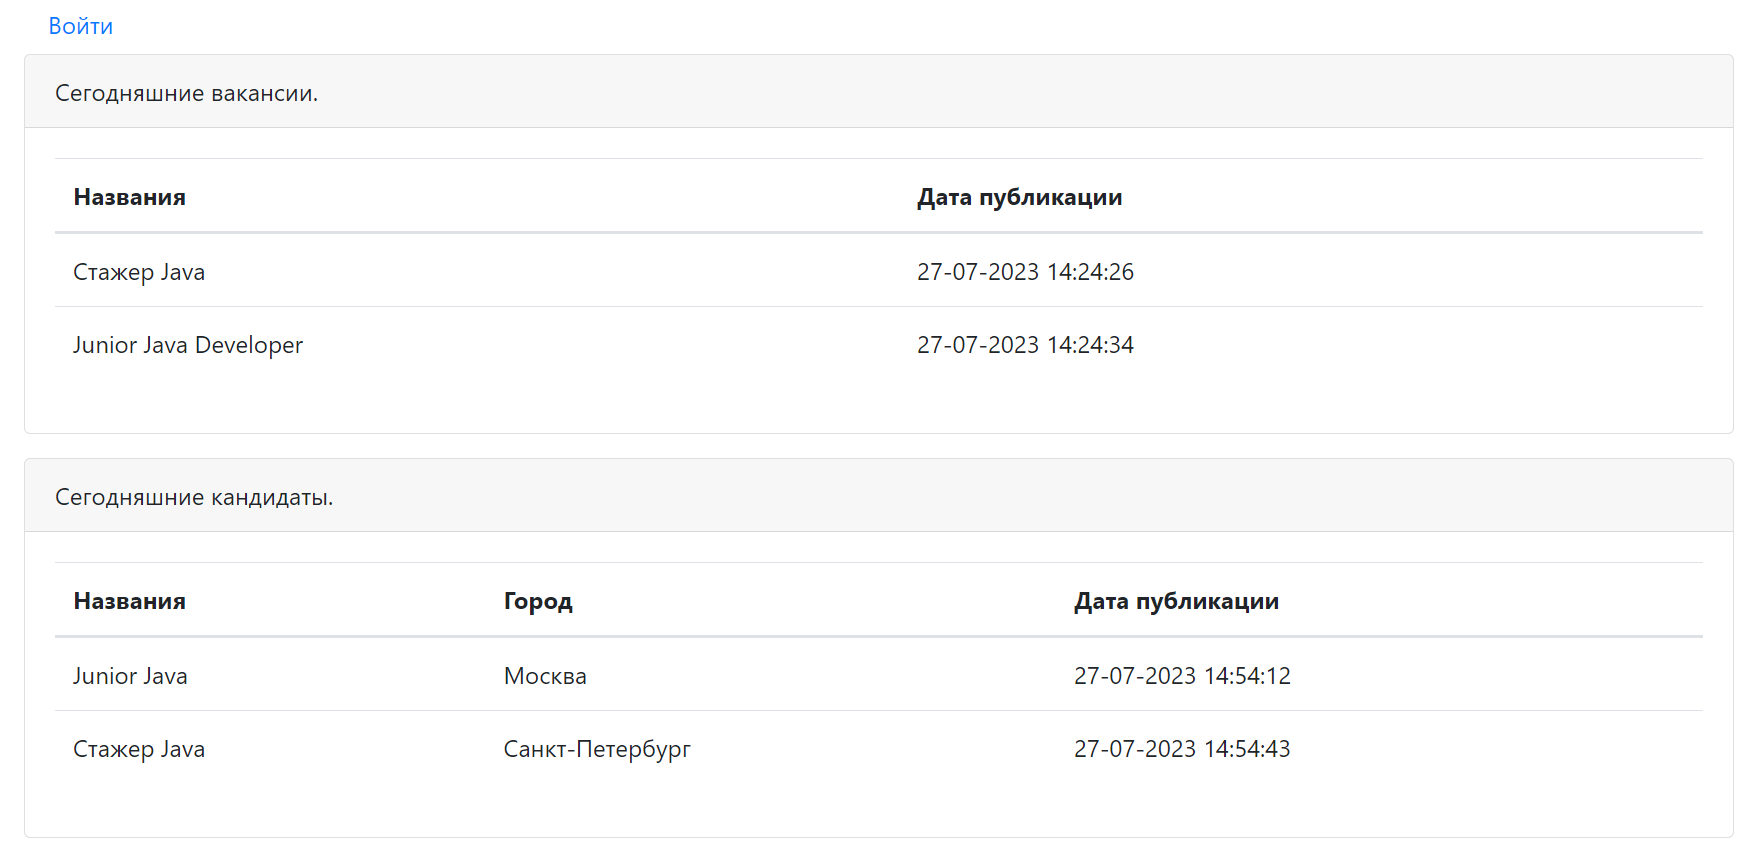 Войти
Сегодняшние вакансии.
Названия Дата публикации
Стажер Java 27-07-2023 14:24:26
Junior Java Developer 27-07-2023 14:24:34
Сегодняшние кандидаты.
Названия Город Дата публикации
Junior Java Москва 27-07-2023 14:54:12
Стажер Java Санкт-Петербург 27-07-2023 14:54:43